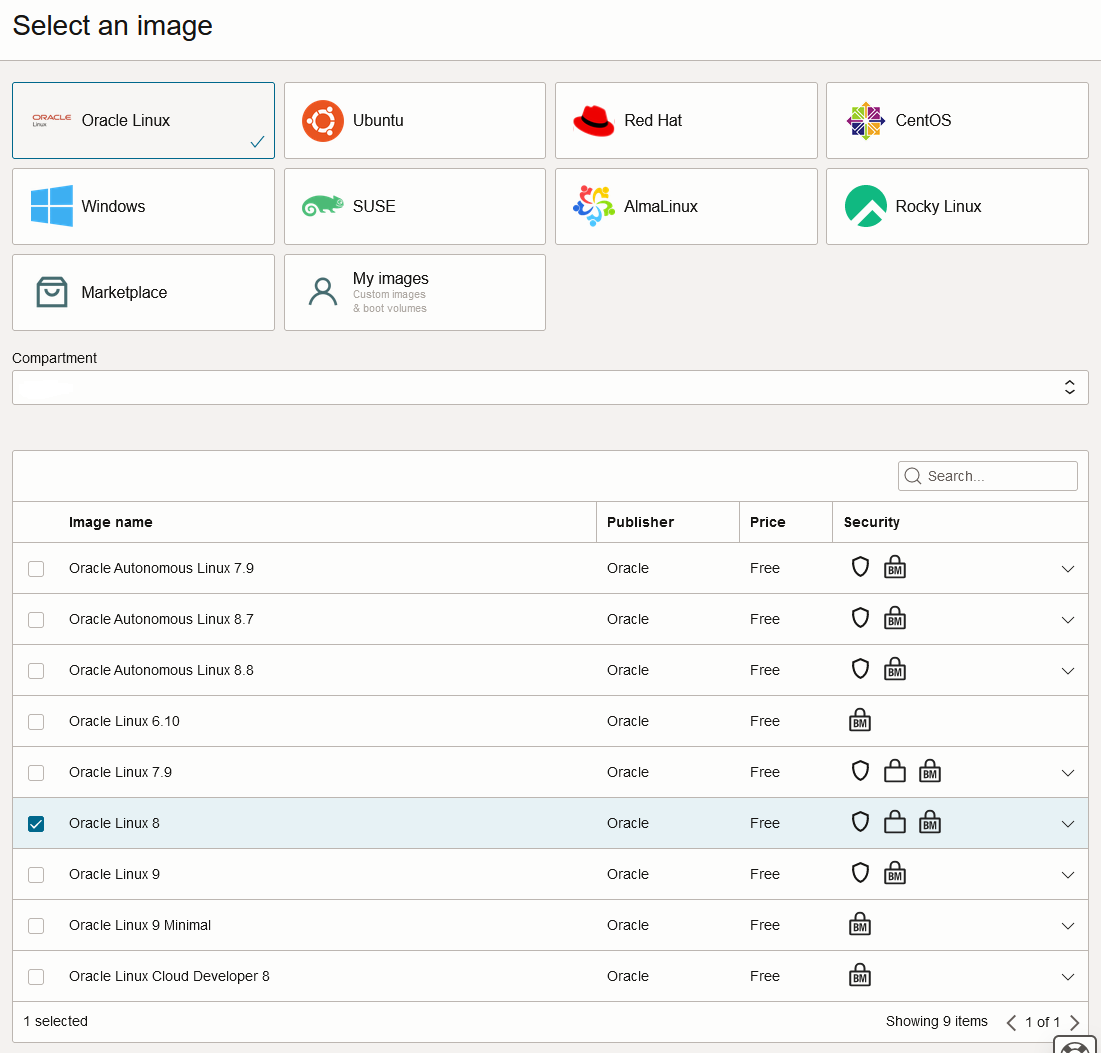 Select an image
ORACLE
Linux
Oracle Linux
Ubuntu
Red Hat
CentOS
Windows
SUSE
AlmaLinux
Rocky Linux
Marketplace
My images
Custom images
& boot volumes
Compartment
Search...
Image name Publisher Price Security
Oracle Autonomous Linux 7.9 Oracle Free BM
Oracle Autonomous Linux 8.7 Oracle Free BM
Oracle Autonomous Linux 8.8 Oracle Free BM
Oracle Linux 6.10 Oracle Free BM
Oracle Linux 7.9 Oracle Free BM
Oracle Linux 8 Oracle Free BM
Oracle Linux 9 Oracle Free BM
Oracle Linux 9 Minimal Oracle Free BM
Oracle Linux Cloud Developer 8 Oracle Free BM
1 selected Showing 9 items 1 of 1